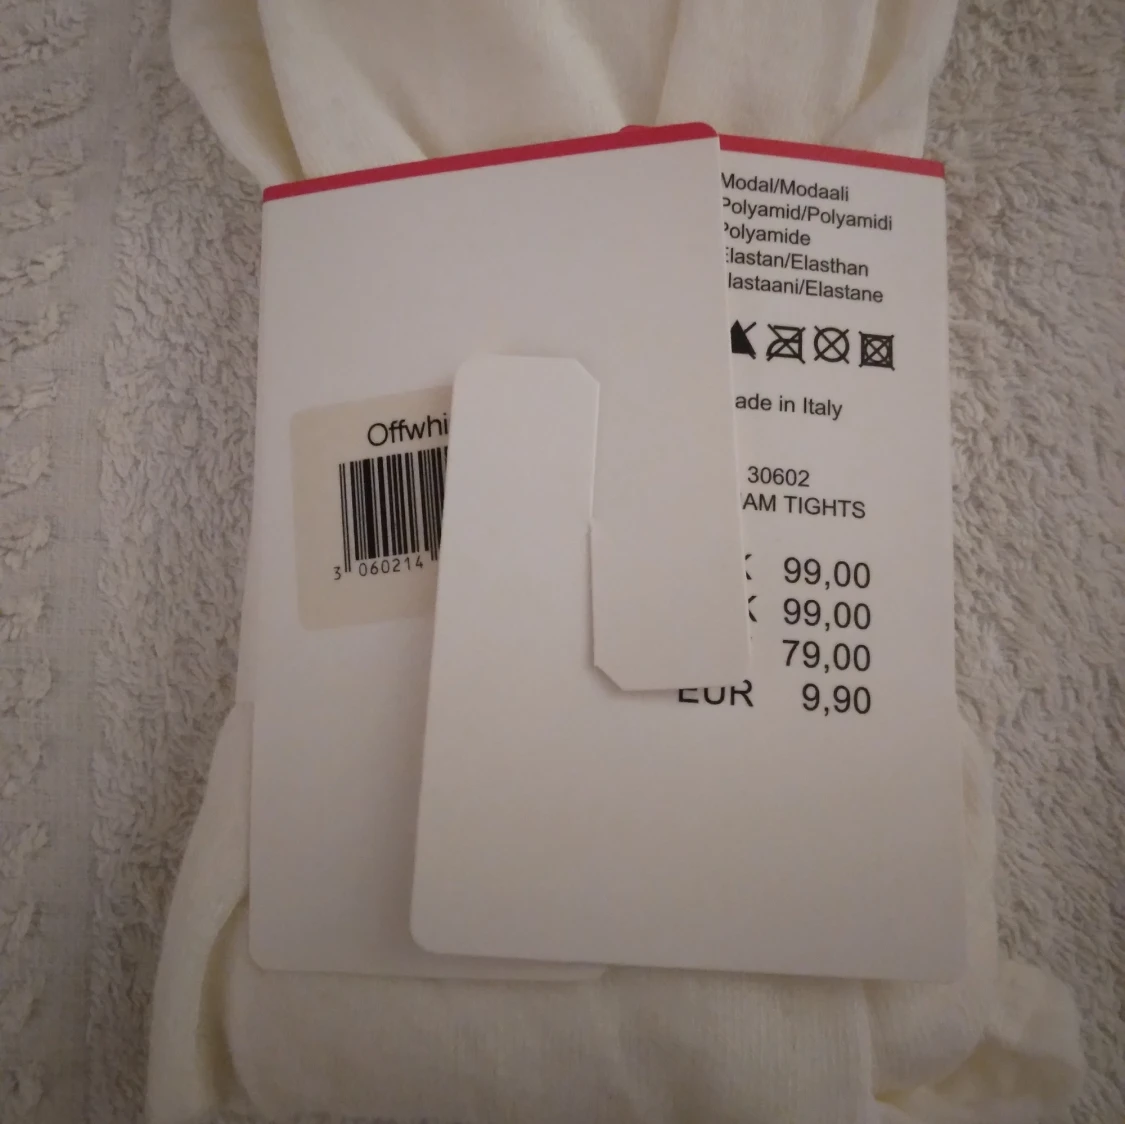 Offwhi
3 060214
Modal/Modaali
Polyamid/Polyamidi
Polyamide
Elastan/Elasthan
lastaani/Elastane
ade in Italy
30602
AM TIGHTS
K 99,00
K 99,00
79,00
EUR 9,90